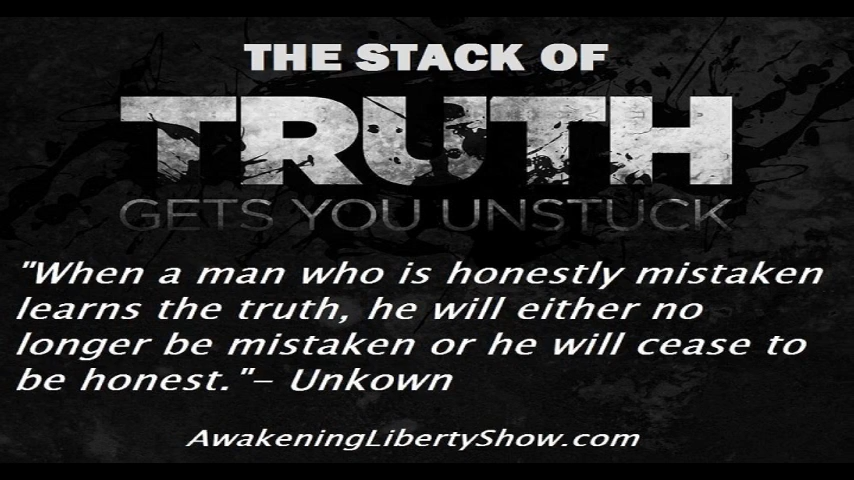 THE STACK OF
TRUTH
GETS YOU UNSTUCK
"When a man who is honestly mistaken
learns the truth, he will either no
longer be mistaken or he will cease to
be honest."- Unkown
AwakeningLibertyShow.com